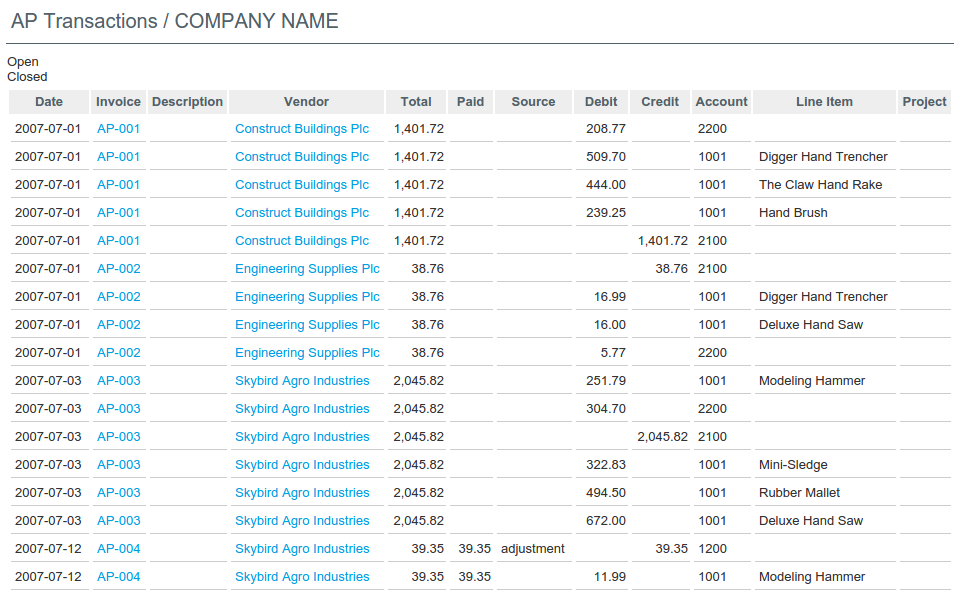 AP Transactions / COMPANY NAME
Open
Closed
Date Invoice Description Vendor Total Paid Source Debit Credit Account Line Item Project
2007-07-01 AP-001 Construct Buildings Plc 1,401.72 208.77 2200
2007-07-01 AP-001 Construct Buildings Plc 1,401.72 509.70 1001 Digger Hand Trencher
2007-07-01 AP-001 Construct Buildings Plc 1,401.72 444.00 1001 The Claw Hand Rake
2007-07-01 AP-001 Construct Buildings Plc 1,401.72 239.25 1001 Hand Brush
2007-07-01 AP-001 Construct Buildings Plc 1,401.72 1,401.72 2100
2007-07-01 AP-002 Engineering Supplies Plc 38.76 38.76 2100
2007-07-01 AP-002 Engineering Supplies Plc 38.76 16.99 1001 Digger Hand Trencher
2007-07-01 AP-002 Engineering Supplies Plc 38.76 16.00 1001 Deluxe Hand Saw
2007-07-01 AP-002 Engineering Supplies Plc 38.76 5.77 2200
2007-07-03 AP-003 Skybird Agro Industries 2,045.82 251.79 1001 Modeling Hammer
2007-07-03 AP-003 Skybird Agro Industries 2,045.82 304.70 2200
2007-07-03 AP-003 Skybird Agro Industries 2,045.82 2,045.82 2100
2007-07-03 AP-003 Skybird Agro Industries 2,045.82 322.83 1001 Mini-Sledge
2007-07-03 AP-003 Skybird Agro Industries 2,045.82 494.50 1001 Rubber Mallet
2007-07-03 AP-003 Skybird Agro Industries 2,045.82 672.00 1001 Deluxe Hand Saw
2007-07-12 AP-004 Skybird Agro Industries 39.35 39.35 adjustment 39.35 1200
2007-07-12 AP-004 Skybird Agro Industries 39.35 39.35 11.99 1001 Modeling Hammer